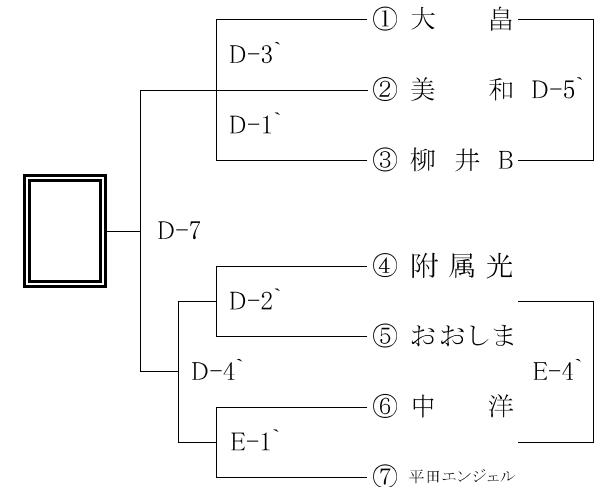 ① 大 畠
D-3`
② 美 和 D-5`
D-1`
③ 柳 井 B
D-7
④ 附 属 光
D-2`
⑤ おおしま
D-4` E-4`
⑥ 中 洋
E-1`
⑦ 平田エンジェル